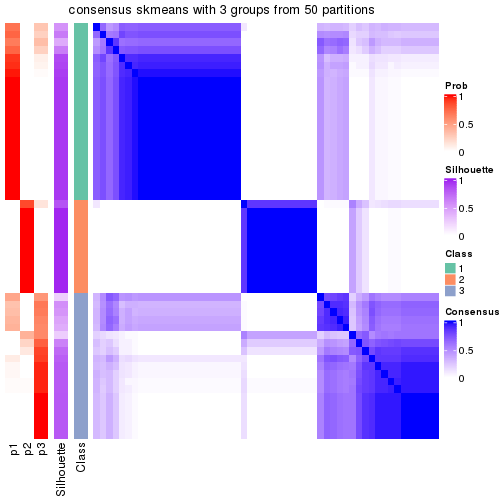 consensus skmeans with 3 groups from 50 partitions
Prob
1
0.5
0
Silhouette
1
0.5
0
Class
1
2
3
Consensus
1
0.5
0
p1
p2
p3
Silhouette
Class